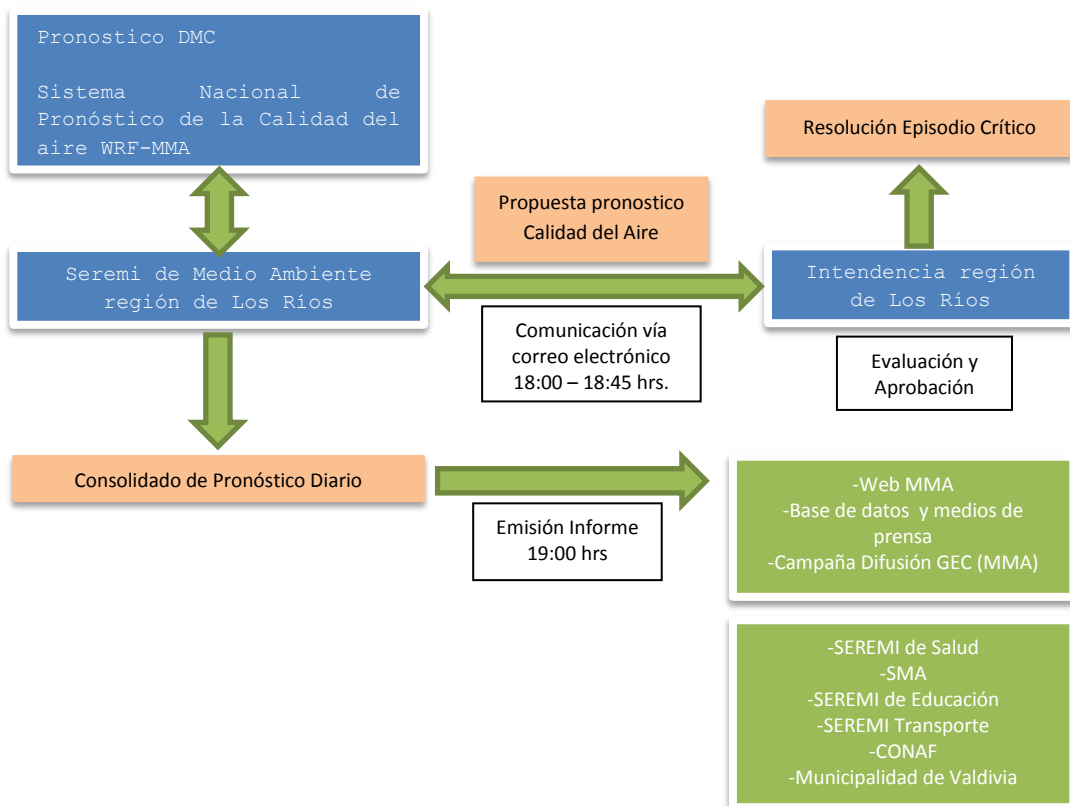 Pronostico DMC
Sistema Nacional de
Pronóstico de la Calidad del
aire WRF-MMA
Resolución Episodio Crítico
Propuesta pronostico
Calidad del Aire
Seremi de Medio Ambiente
región de Los Ríos
Intendencia región
de Los Ríos
Comunicación vía
correo electrónico
18:00 – 18:45 hrs.
Evaluación y
Aprobación
Consolidado de Pronóstico Diario
Emisión Informe
19:00 hrs
-Web MMA
-Base de datos y medios de
prensa
-Campaña Difusión GEC (MMA)
-SEREMI de Salud
-SMA
-SEREMI de Educación
-SEREMI Transporte
-CONAF
-Municipalidad de Valdivia